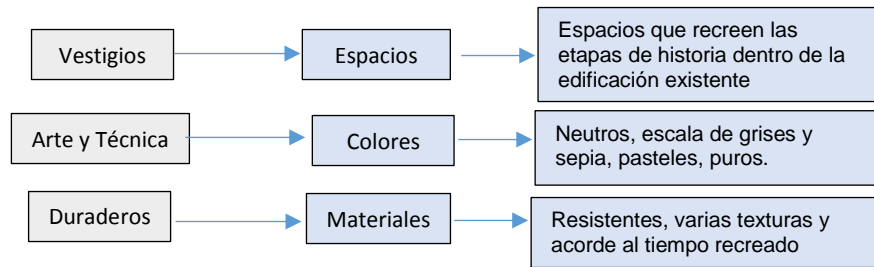 Vestigios
Espacios
Espacios que recreen las
etapas de historia dentro de la
edificación existente
Arte y Técnica
Colores
Neutros, escala de grises y
sepia, pasteles, puros.
Duraderos
Materiales
Resistentes, varias texturas y
acorde al tiempo recreado